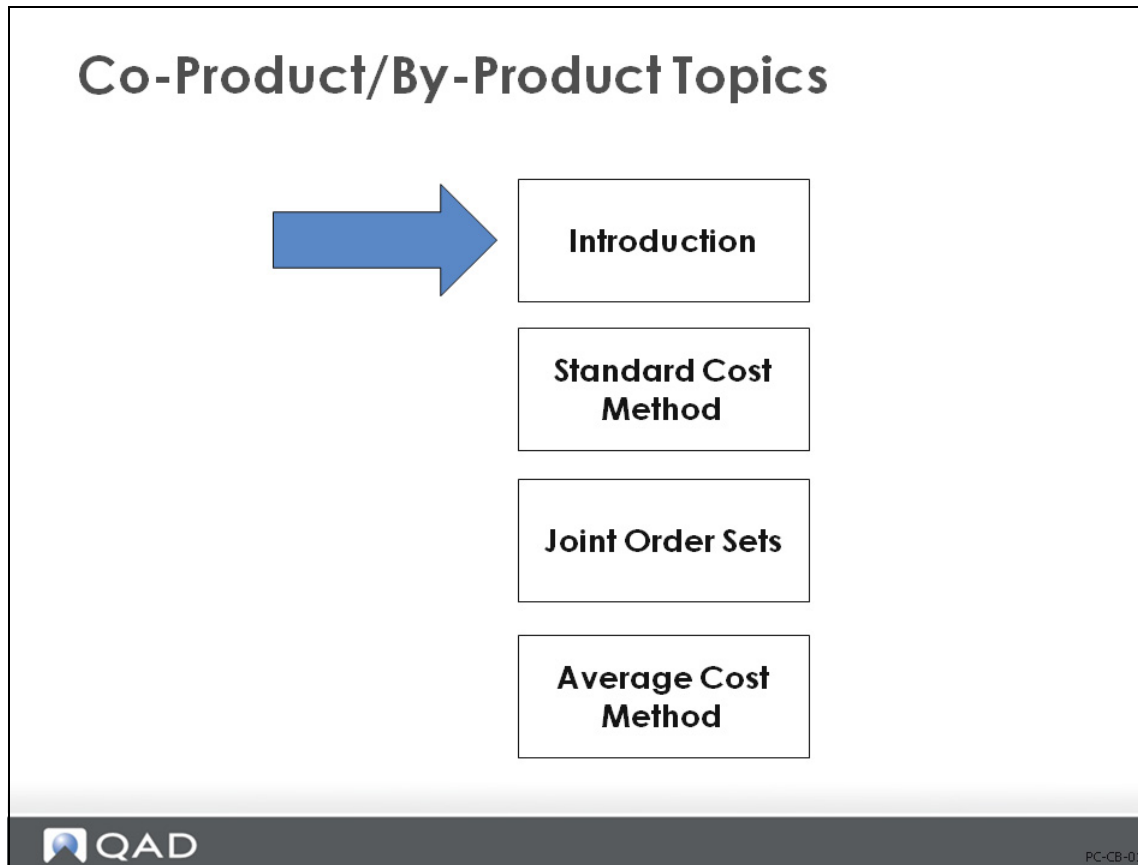 Co-Product/By-Product Topics
Introduction
Standard Cost
Method
Joint Order Sets
Average Cost
Method
QAD